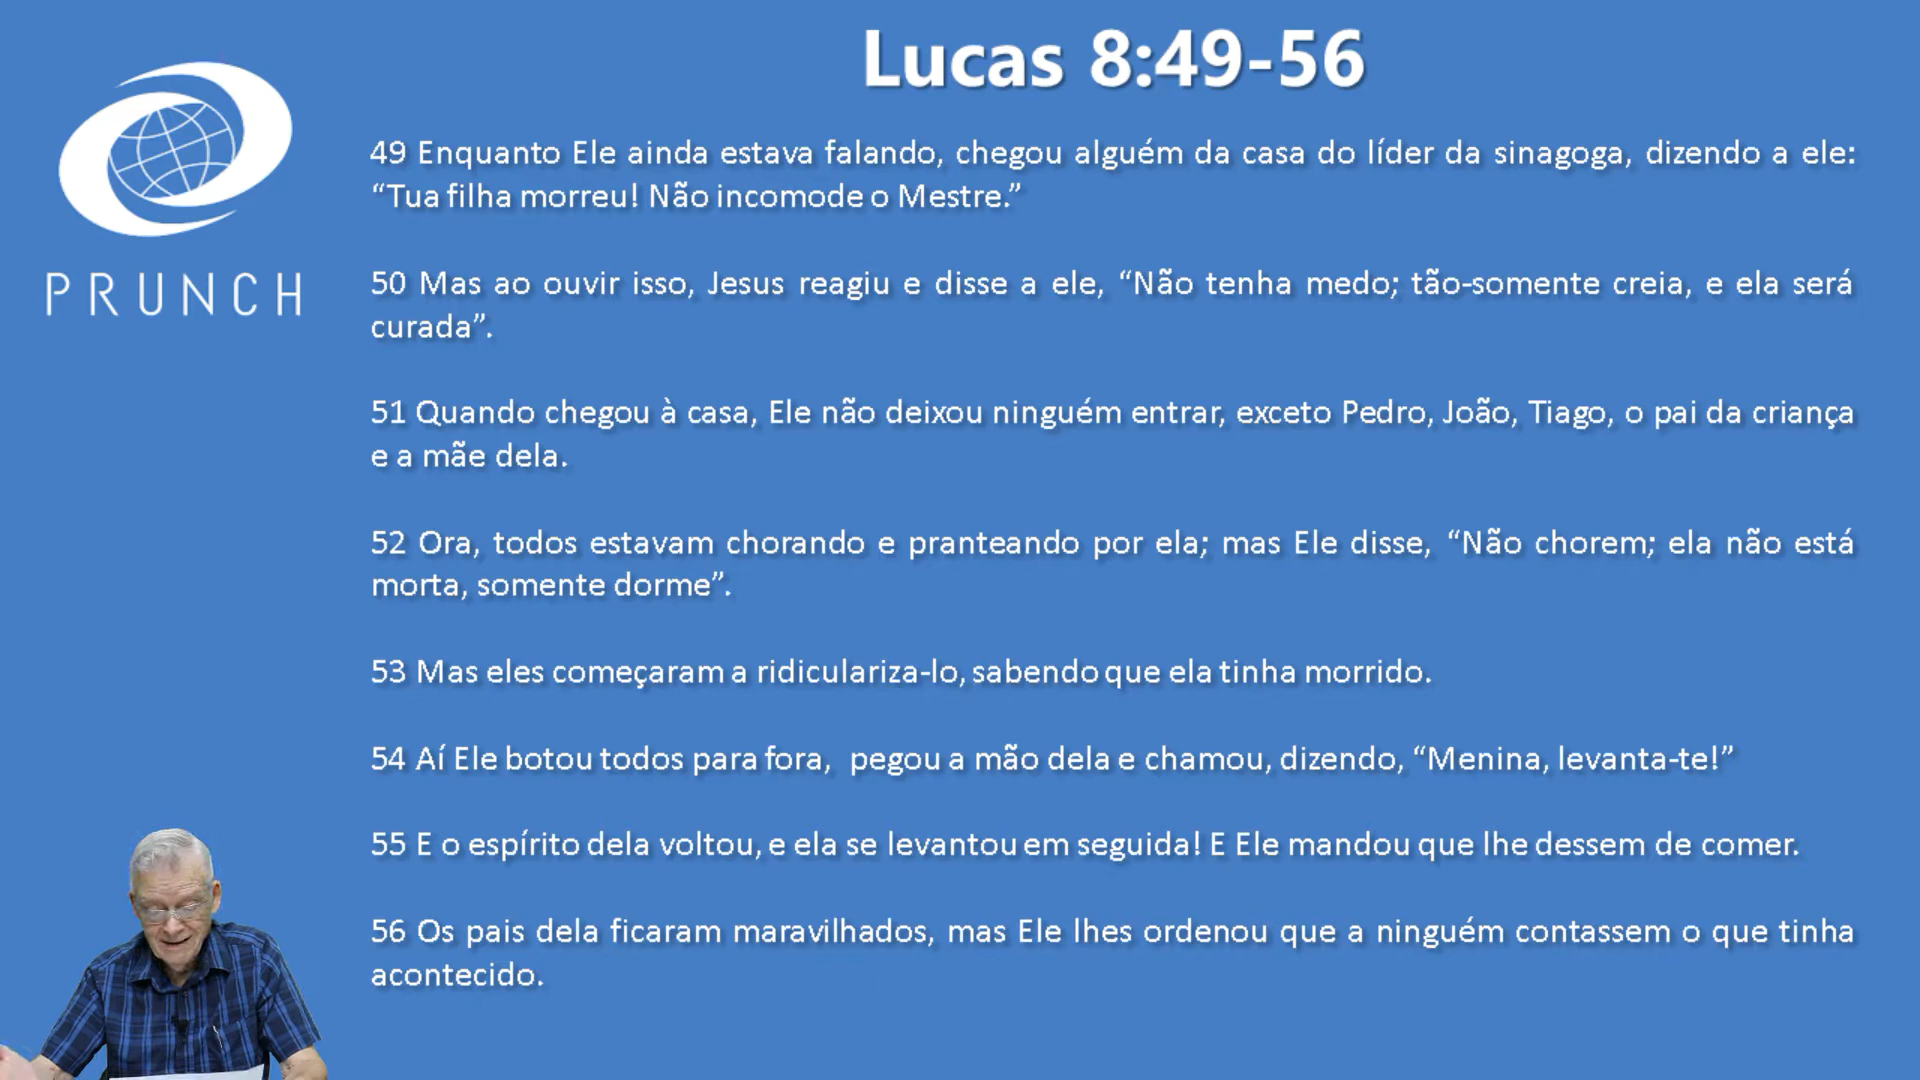 Lucas 8:49-56
PRUNCH
49 Enquanto Ele ainda estava falando, chegou alguém da casa do líder da sinagoga, dizendo a ele:
“Tua filha morreu! Não incomode o Mestre.”
50 Mas ao ouvir isso, Jesus reagiu e disse a ele, “Não tenha medo; tão-somente creia, e ela será
curada”.
51 Quando chegou à casa, Ele não deixou ninguém entrar, exceto Pedro, João, Tiago, o pai da criança
e a mãe dela.
52 Ora, todos estavam chorando e pranteando por ela; mas Ele disse, “Não chorem; ela não está
morta, somente dorme”.
53 Mas eles começaram a ridiculariza-lo, sabendo que ela tinha morrido.
54 Aí Ele botou todos para fora, pegou a mão dela e chamou, dizendo, “Menina, levanta-te!”
55 E o espírito dela voltou, e ela se levantou em seguida! E Ele mandou que lhe dessem de comer.
56 Os pais dela ficaram maravilhados, mas Ele lhes ordenou que a ninguém contassem o que tinha
acontecido.